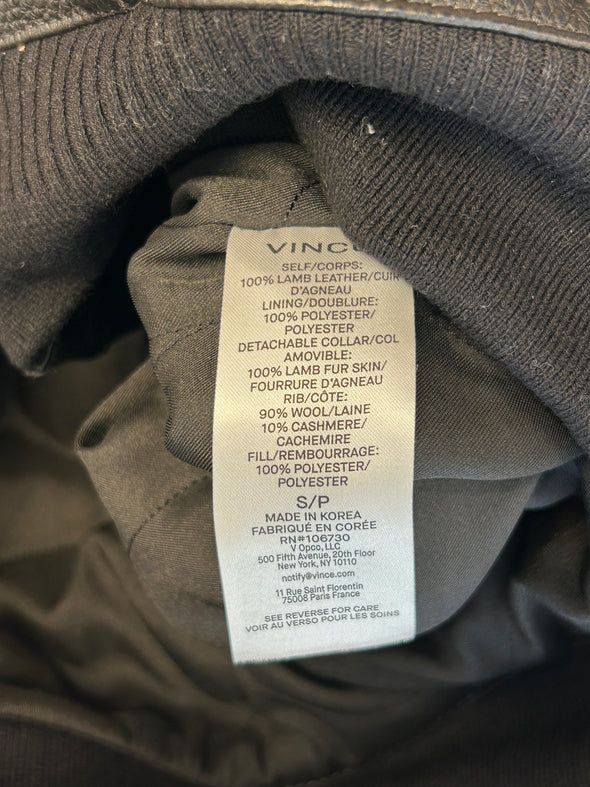 VINC
SELF/CORPS:
100% LAMB LEATHER/CUIR
D'AGNEAU
LINING/DOUBLURE:
100% POLYESTER/
POLYESTER
DETACHABLE COLLAR/COL
AMOVIBLE:
100% LAMB FUR SKIN/
FOURRURE D'AGNEAU
RIB/CÔTE:
90% WOOL/LAINE
10% CASHMERE/
CACHEMIRE
FILL/REMBOURRAGE:
100% POLYESTER/
POLYESTER
S/P
MADE IN KOREA
FABRIQUÉ EN CORÉE
RN#106730
V Opco, LLC
500 Fifth Avenue, 20th Floor
New York, NY 10110
notify@vince.com
11 Rue Saint Florentin
75008 Paris France
SEE REVERSE FOR CARE
VOIR AU VERSO POUR LES SOINS